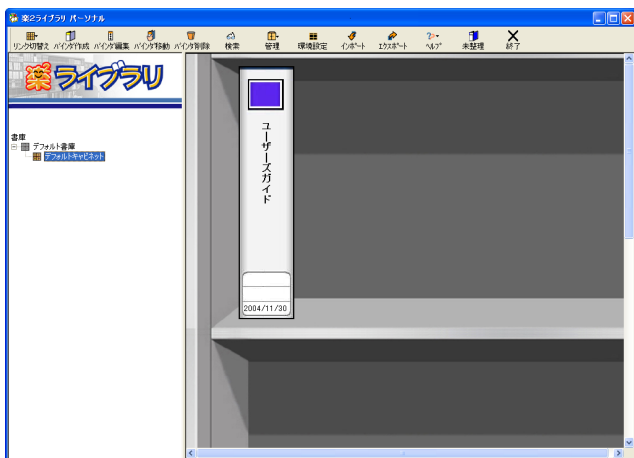 楽2ライブラリ パーソナル
リンク切替え バインダ作成 バインダ編集 バインダ移動 バインダ削除 検索 管理 環境設定 インポート エクスポート ヘルプ 未整理 終了
楽ライブラリ
書庫
デフォルト書庫
デフォルトキャビネット
ユーザーズガイド
2004/11/30